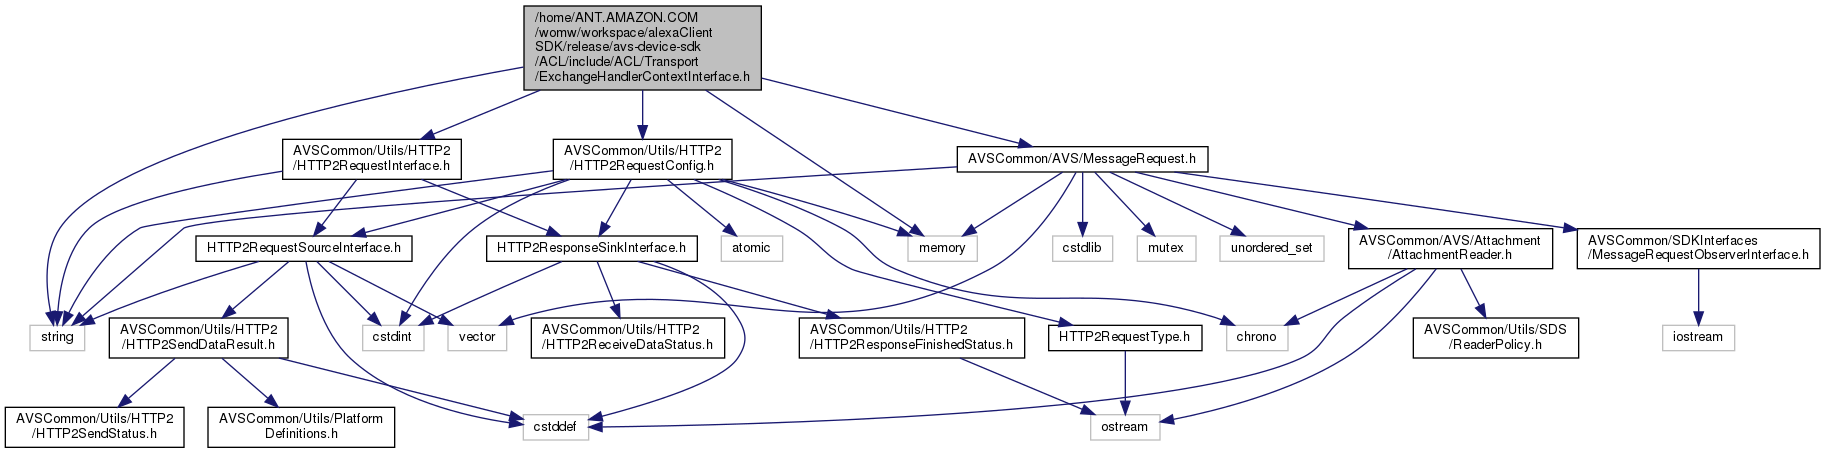 /home/ANT.AMAZON.COM
/womw/workspace/alexaClient
SDK/release/avs-device-sdk
/ACL/include/ACL/Transport
/ExchangeHandlerContextInterface.h
AVSCommon/Utils/HTTP2
/HTTP2RequestInterface.h
AVSCommon/Utils/HTTP2
/HTTP2RequestConfig.h
AVSCommon/AVS/MessageRequest.h
HTTP2RequestSourceInterface.h
HTTP2ResponseSinkInterface.h
atomic
memory
cstdlib
mutex
unordered_set
AVSCommon/AVS/Attachment
/AttachmentReader.h
AVSCommon/SDKInterfaces
/MessageRequestObserverInterface.h
string
AVSCommon/Utils/HTTP2
/HTTP2SendDataResult.h
cstdint
vector
AVSCommon/Utils/HTTP2
/HTTP2ReceiveDataStatus.h
AVSCommon/Utils/HTTP2
/HTTP2ResponseFinishedStatus.h
HTTP2RequestType.h
chrono
AVSCommon/Utils/SDS
/ReaderPolicy.h
iostream
AVSCommon/Utils/HTTP2
/HTTP2SendStatus.h
AVSCommon/Utils/Platform
Definitions.h
cstddef
ostream